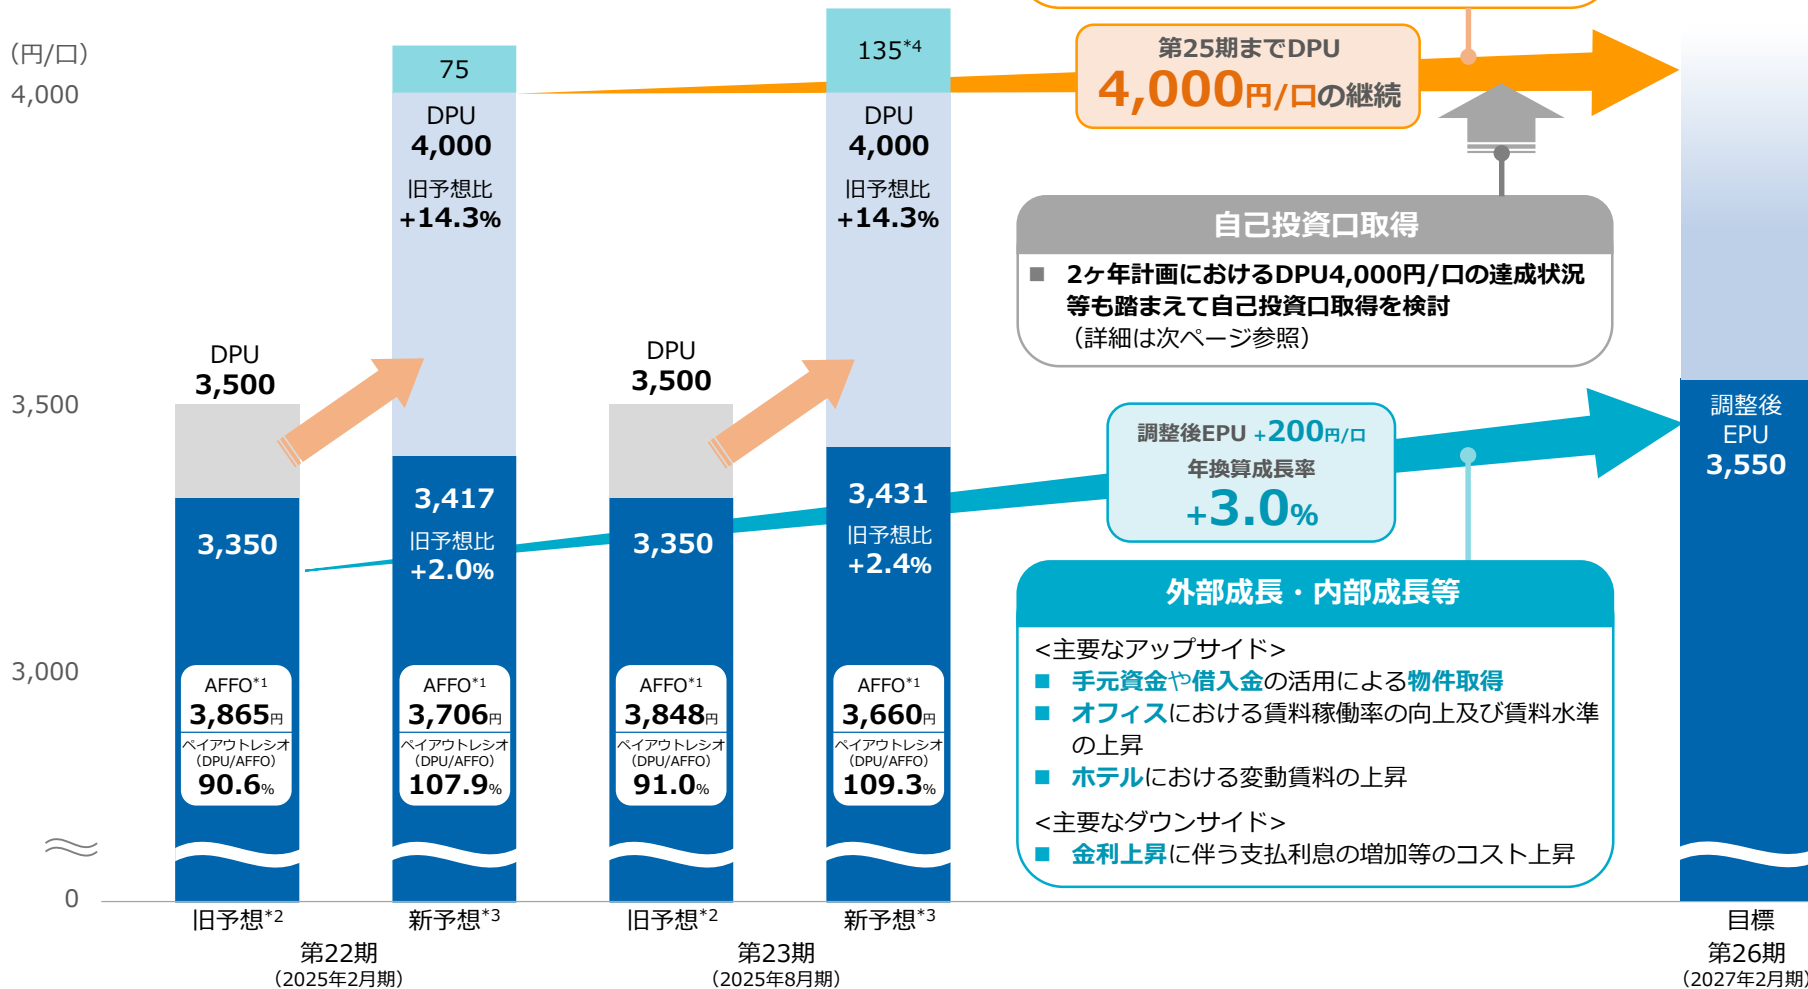 （円/口）
4,000
3,500
3,000
0
DPU
3,500
3,350
AFFO*1
3,865円
ペイアウトレシオ
（DPU/AFFO）
90.6%
75
DPU
4,000
旧予想比
+14.3%
3,417
旧予想比
+2.0%
AFFO*1
3,706円
ペイアウトレシオ
（DPU/AFFO）
107.9%
DPU
3,500
3,350
AFFO*1
3,848円
ペイアウトレシオ
（DPU/AFFO）
91.0%
135*4
DPU
4,000
旧予想比
+14.3%
3,431
旧予想比
+2.4%
AFFO*1
3,660円
ペイアウトレシオ
（DPU/AFFO）
109.3%
第25期までDPU
4,000円/口の継続
自己投資口取得
■ 2ヶ年計画におけるDPU4,000円/口の達成状況
等も踏まえて自己投資口取得を検討
（詳細は次ページ参照）
調整後EPU +200円/口
年換算成長率
+3.0%
外部成長・内部成長等
<主要なアップサイド>
■ 手元資金や借入金の活用による物件取得
■ オフィスにおける賃料稼働率の向上及び賃料水準
の上昇
■ ホテルにおける変動賃料の上昇
<主要なダウンサイド>
■ 金利上昇に伴う支払利息の増加等のコスト上昇
調整後
EPU
3,550
旧予想*2
新予想*3
旧予想*2
新予想*3
目標
第22期
（2025年2月期）
第23期
（2025年8月期）
第26期
（2027年2月期）